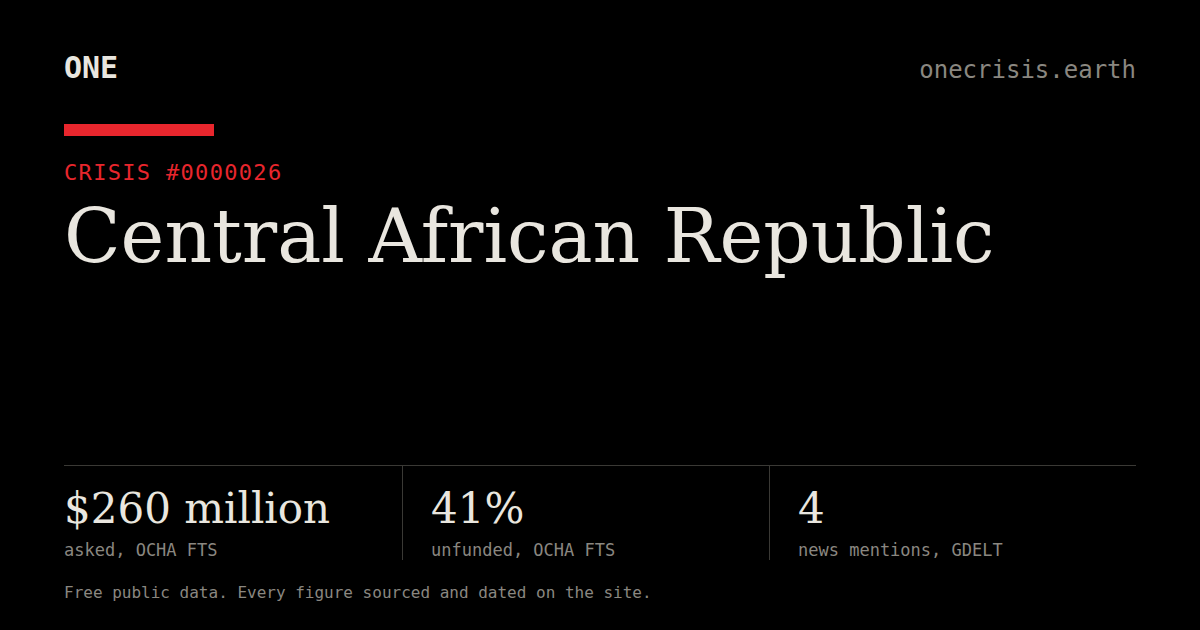 ONE
onecrisis.earth
CRISIS #0000026
Central African Republic
$260 million
asked, OCHA FTS
41%
unfunded, OCHA FTS
4
news mentions, GDELT
Free public data. Every figure sourced and dated on the site.